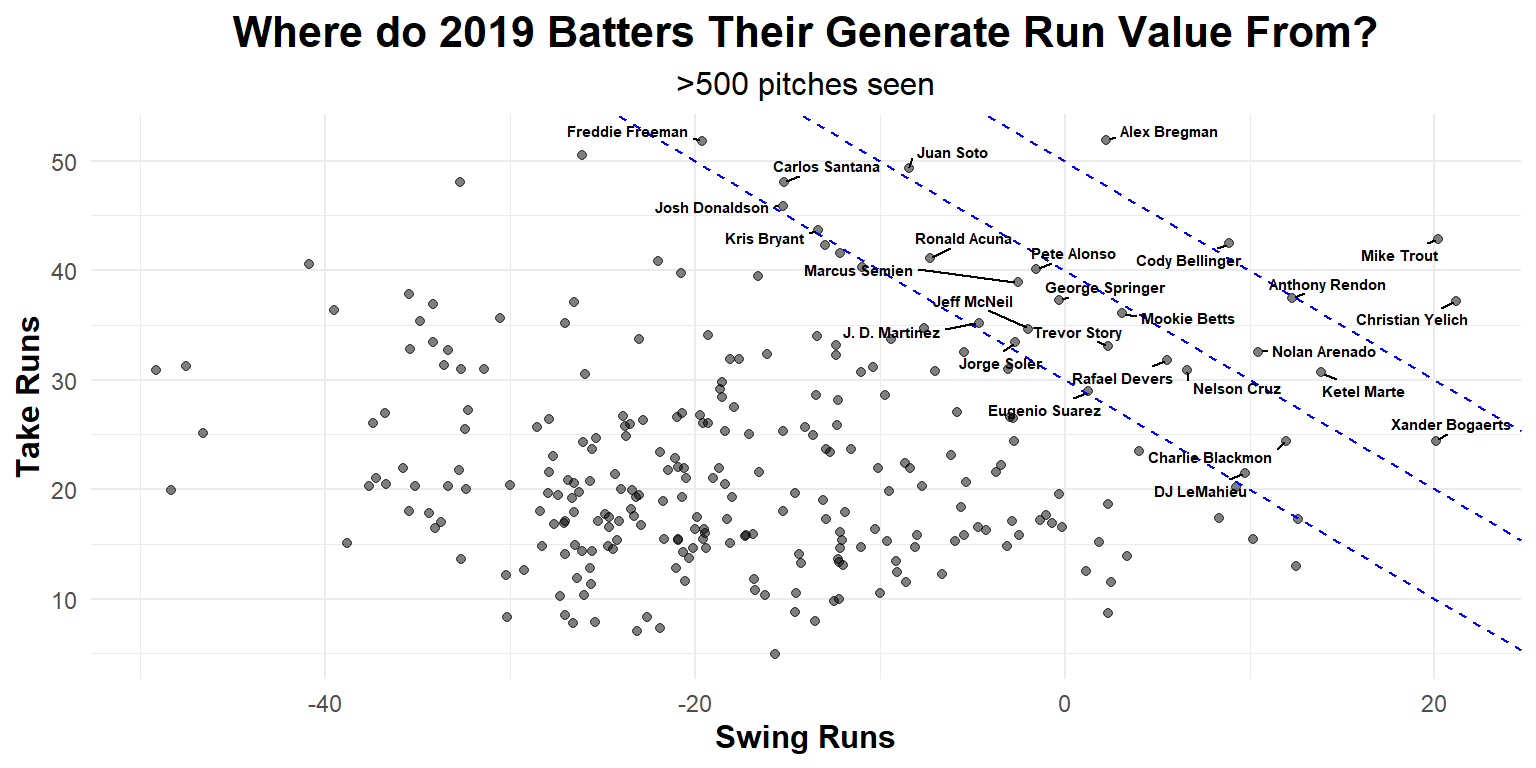 Where do 2019 Batters Their Generate Run Value From?
>500 pitches seen
Take Runs
50
40
30
20
10
Freddie Freeman
Alex Bregman
Juan Soto
Carlos Santana
Josh Donaldson
Kris Bryant
Ronald Acuna
Pete Alonso
Cody Bellinger
Mike Trout
Marcus Semien
George Springer
Anthony Rendon
Jeff McNeil
Mookie Betts
Christian Yelich
J. D. Martinez
Trevor Story
Nolan Arenado
Jorge Soler
Rafael Devers
Nelson Cruz
Ketel Marte
Eugenio Suarez
Xander Bogaerts
Charlie Blackmon
DJ LeMahieu
-40
-20
0
20
Swing Runs